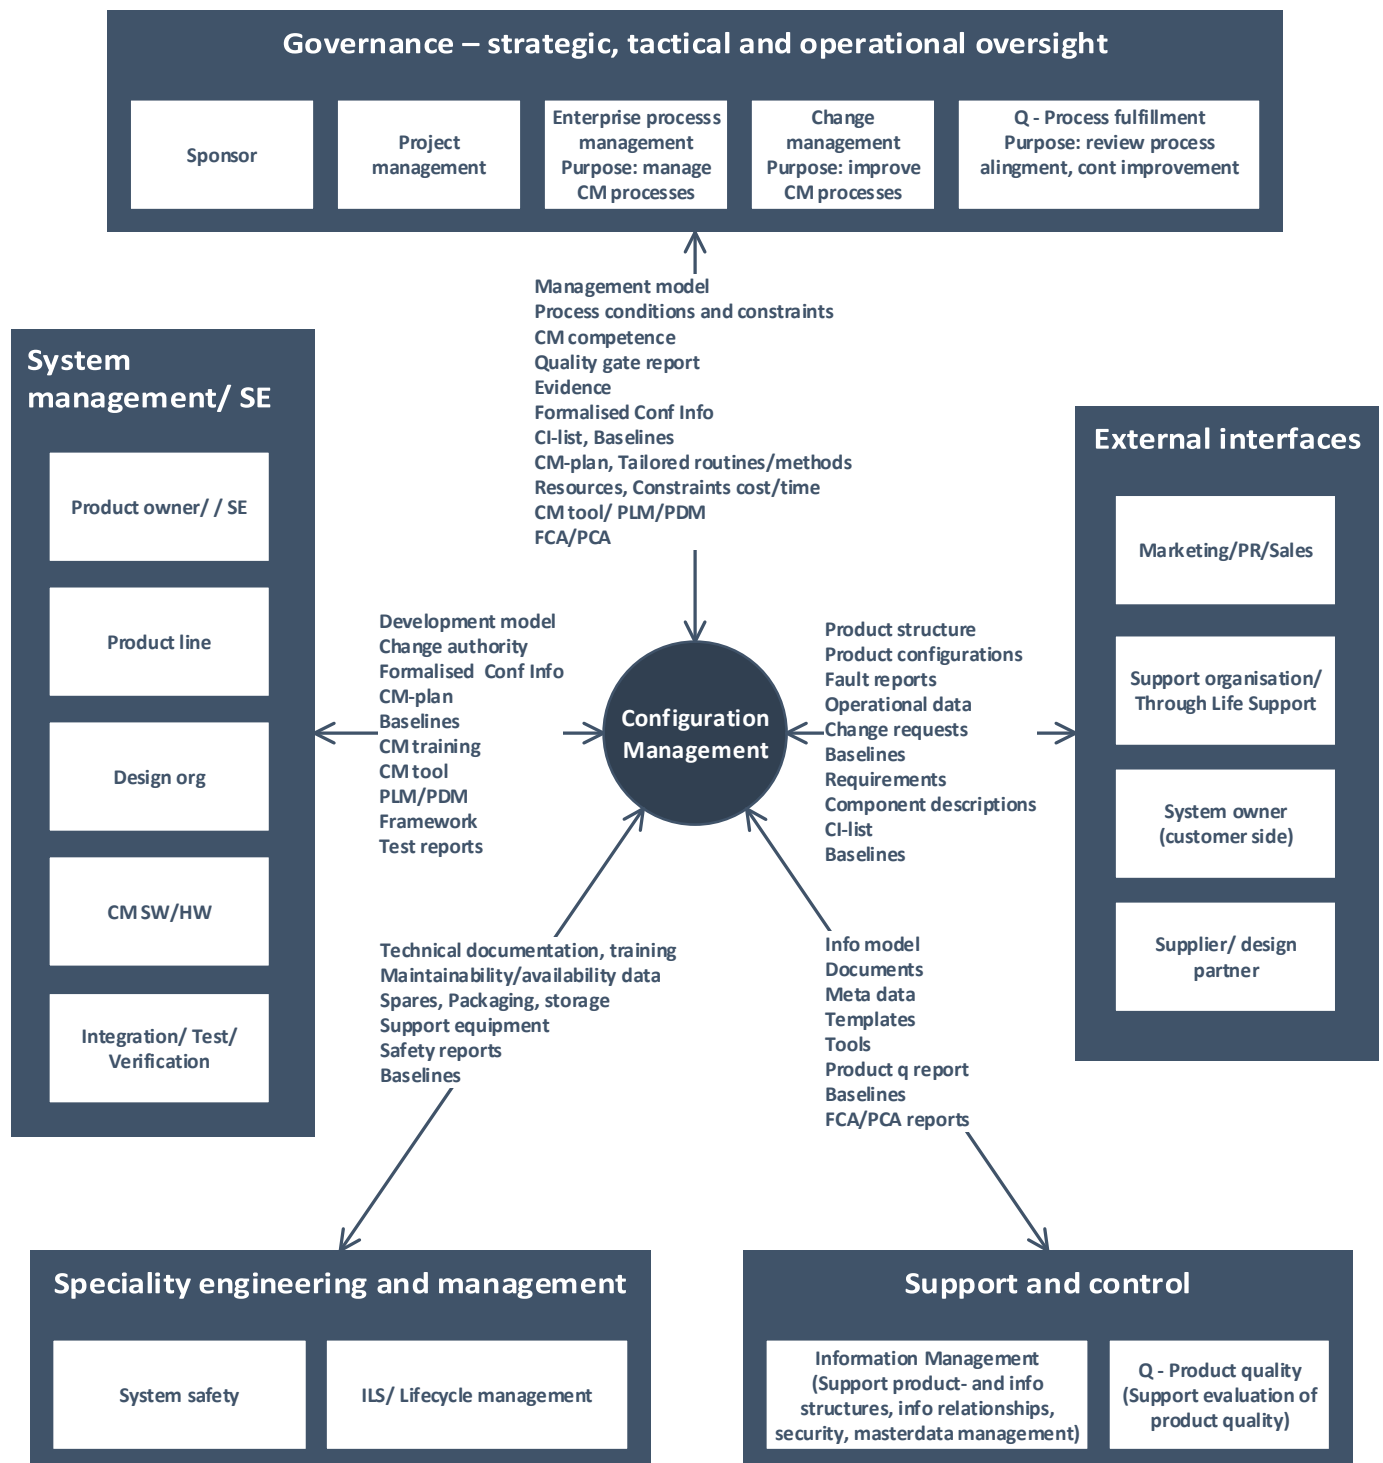 Governance – strategic, tactical and operational oversight
Sponsor
Project
management
Enterprise processs
management
Purpose: manage
CM processes
Change
management
Purpose: improve
CM processes
Q - Process fulfillment
Purpose: review process
alingment, cont improvement
Management model
Process conditions and constraints
CM competence
Quality gate report
Evidence
Formalised Conf Info
CI-list, Baselines
CM-plan, Tailored routines/methods
Resources, Constraints cost/time
CM tool/ PLM/PDM
FCA/PCA
System
management/ SE
Product owner/ / SE
Product line
Design org
CM SW/HW
Integration/ Test/
Verification
Development model
Change authority
Formalised  Conf Info
CM-plan
Baselines
CM training
CM tool
PLM/PDM
Framework
Test reports
Configuration
Management
Product structure
Product configurations
Fault reports
Operational data
Change requests
Baselines
Requirements
Component descriptions
CI-list
Baselines
External interfaces
Marketing/PR/Sales
Support organisation/
Through Life Support
System owner
(customer side)
Supplier/ design
partner
Technical documentation, training
Maintainability/availability data
Spares, Packaging, storage
Support equipment
Safety reports
Baselines
Info model
Documents
Meta data
Templates
Tools
Product q report
Baselines
FCA/PCA reports
Speciality engineering and management
System safety
ILS/ Lifecycle management
Support and control
Information Management
(Support product- and info
structures, info relationships,
security, masterdata management)
Q - Product quality
(Support evaluation of
product quality)